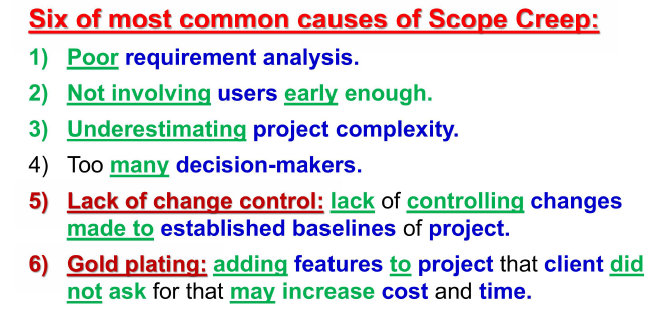 Six of most common causes of Scope Creep:
1) Poor requirement analysis.
2) Not involving users early enough.
3) Underestimating project complexity.
4) Too many decision-makers.
5) Lack of change control: lack of controlling changes
made to established baselines of project.
6) Gold plating: adding features to project that client did
not ask for that may increase cost and time.